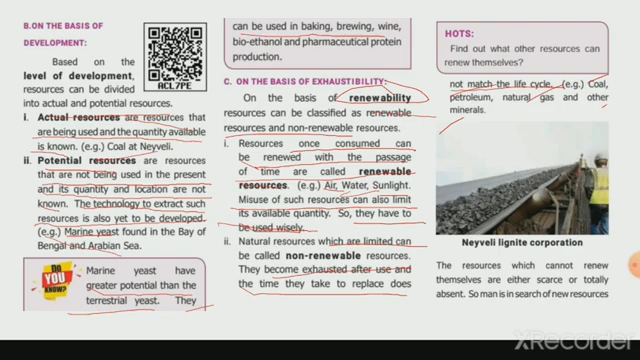 B.ON THE BASIS OF
DEVELOPMENT:
Based on the
level of development,
resources can be divided
into actual and potential resources.
ACL7PE
i. Actual resources are resources that
are being used and the quantity available
is known. (e.g.) Coal at Neyveli.
ii. Potential resources are resources
that are not being used in the present
and its quantity and location are not
known. The technology to extract such
resources is also yet to be developed
(e.g.) Marine yeast found in the Bay of
Bengal and Arabian Sea.
DO
YOU
KNOW?
Marine yeast have
greater potential than the
terrestrial yeast. They
can be used in baking, brewing, wine,
bio-ethanol and pharmaceutical protein
production.
C. ON THE BASIS OF EXHAUSTIBILITY:
On the basis of renewability
resources can be classified as renewable
resources and non-renewable resources.
i. Resources once consumed can
be renewed with the passage
of time are called renewable
resources. (e.g.) Air, Water, Sunlight.
Misuse of such resources can also limit
its available quantity. So, they have to
be used wisely.
ii. Natural resources which are limited can
be called non-renewable resources.
They become exhausted after use and
the time they take to replace does
HOTS:
Find out what other resources can
renew themselves?
not match the life cycle. (e.g.) Coal,
petroleum, natural gas and other
minerals.
Neyveli lignite corporation
The resources which cannot renew
themselves are either scarce or totally
absent. So man is in search of new resources
XRecorder